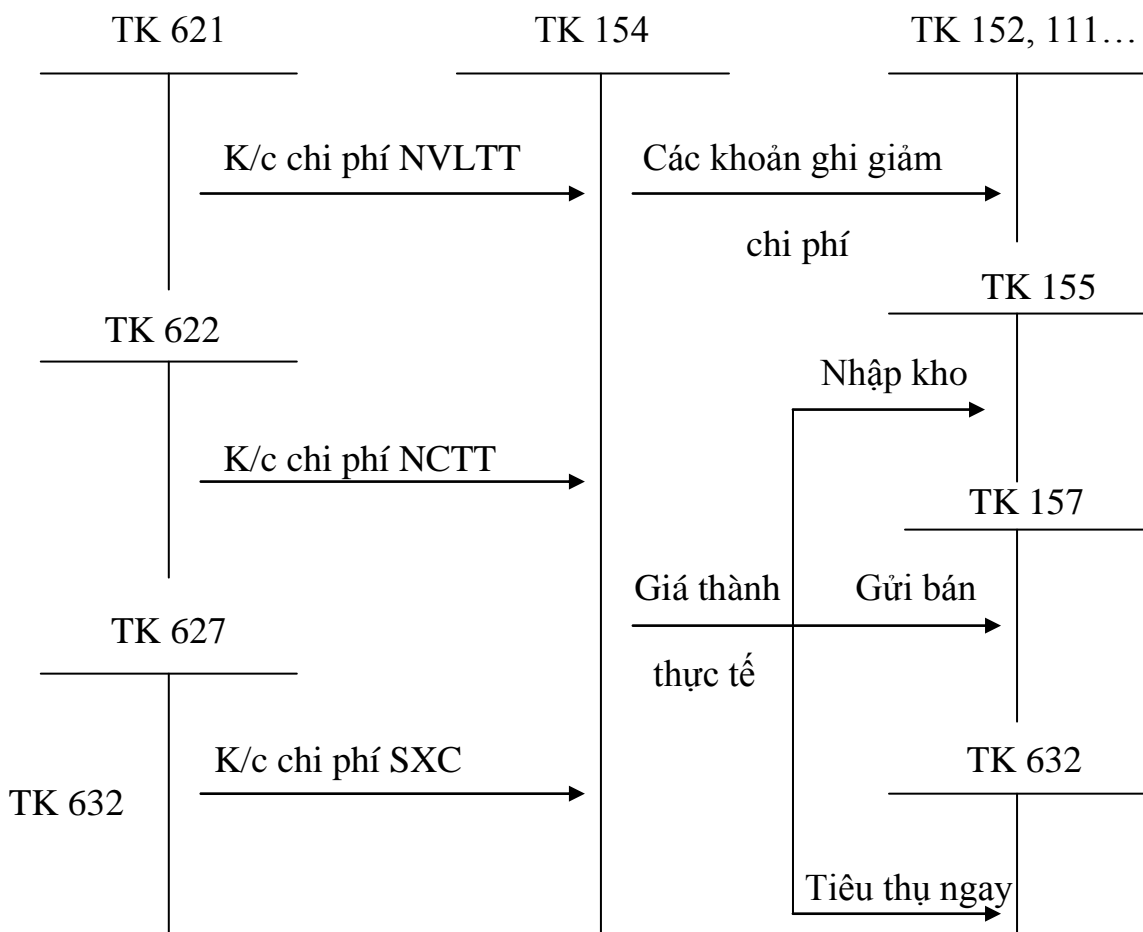 TK 621
TK 154
TK 152, 111…
K/c chi phí NVLTT
Các khoản ghi giảm
chi phí
TK 155
TK 622
Nhập kho
K/c chi phí NCTT
TK 157
Giá thành
Gửi bán
TK 627
thực tế
K/c chi phí SXC
TK 632
TK 632
Tiêu thụ ngay